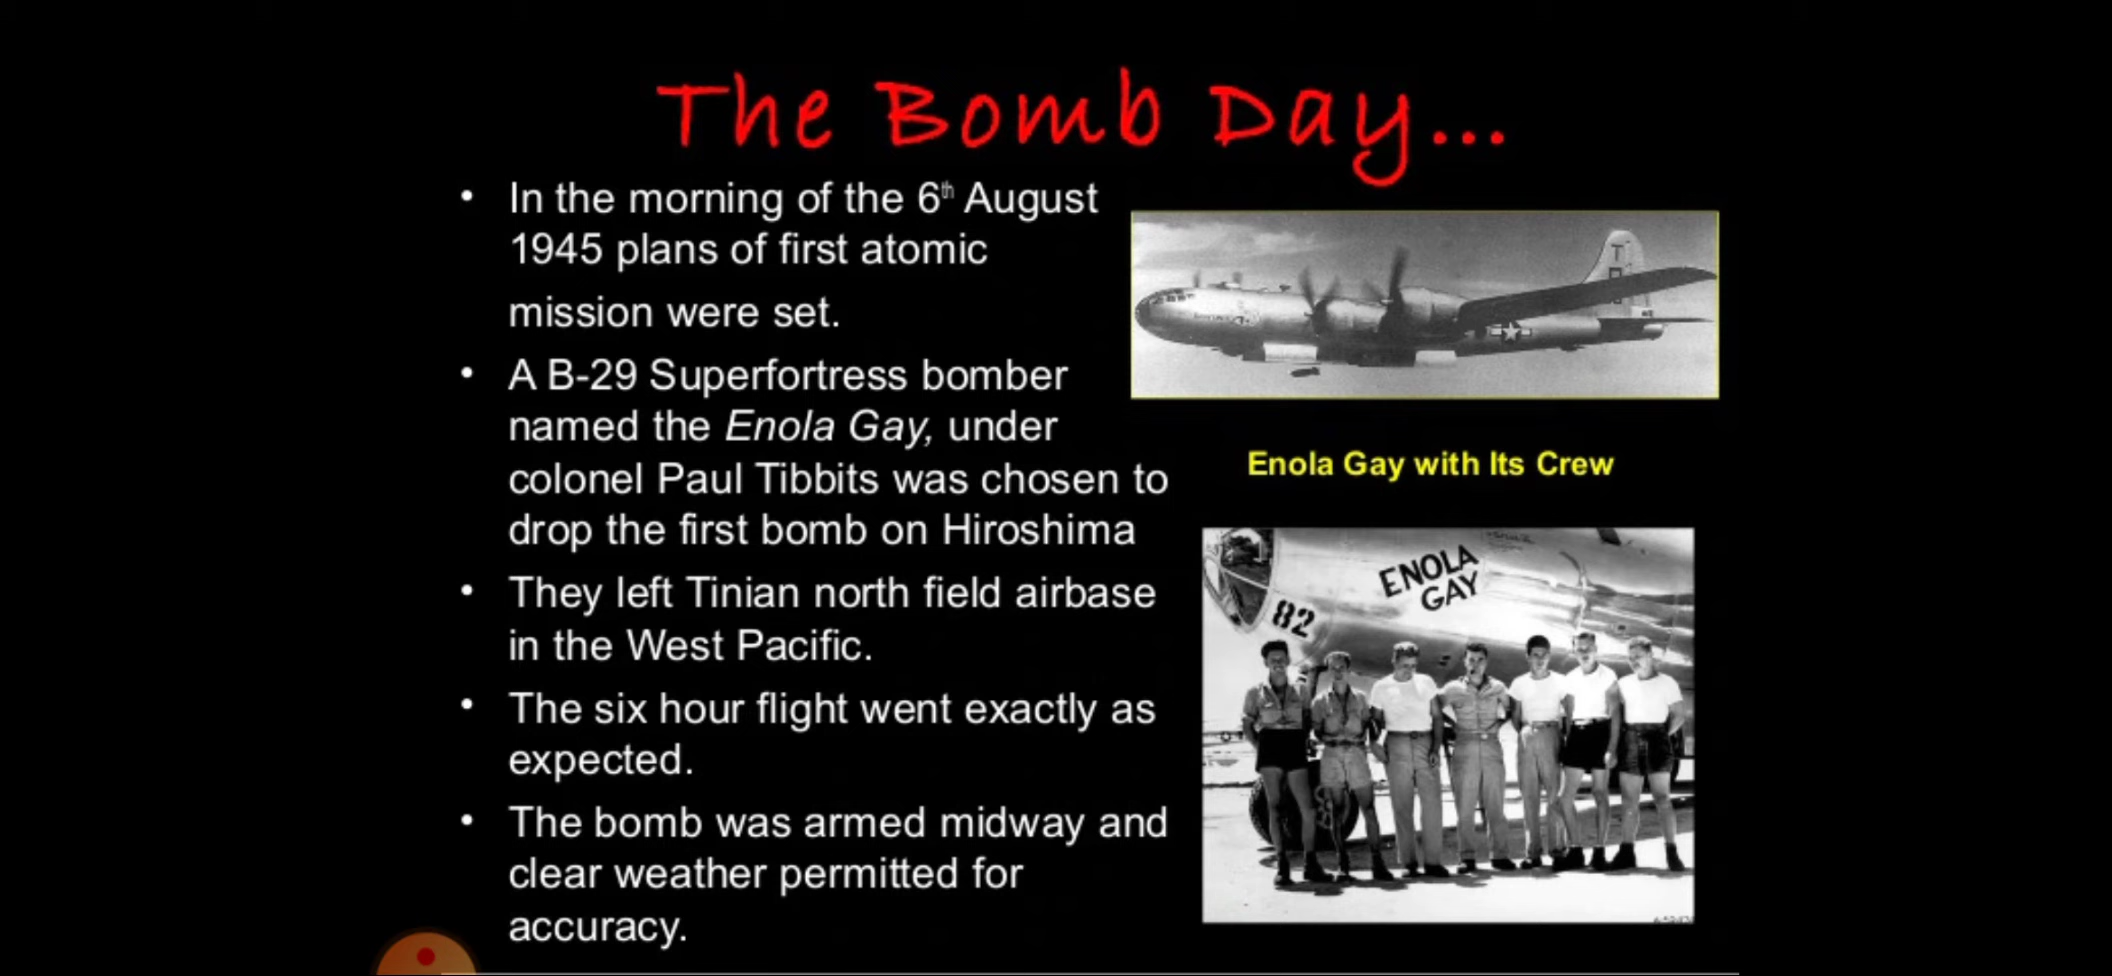 The Bomb Day...
• In the morning of the 6th August
1945 plans of first atomic
mission were set.
• A B-29 Superfortress bomber
named the Enola Gay, under
colonel Paul Tibbits was chosen to
drop the first bomb on Hiroshima
• They left Tinian north field airbase
in the West Pacific.
• The six hour flight went exactly as
expected.
• The bomb was armed midway and
clear weather permitted for
accuracy.
T
Enola Gay with Its Crew
ENOLA
GAY
82